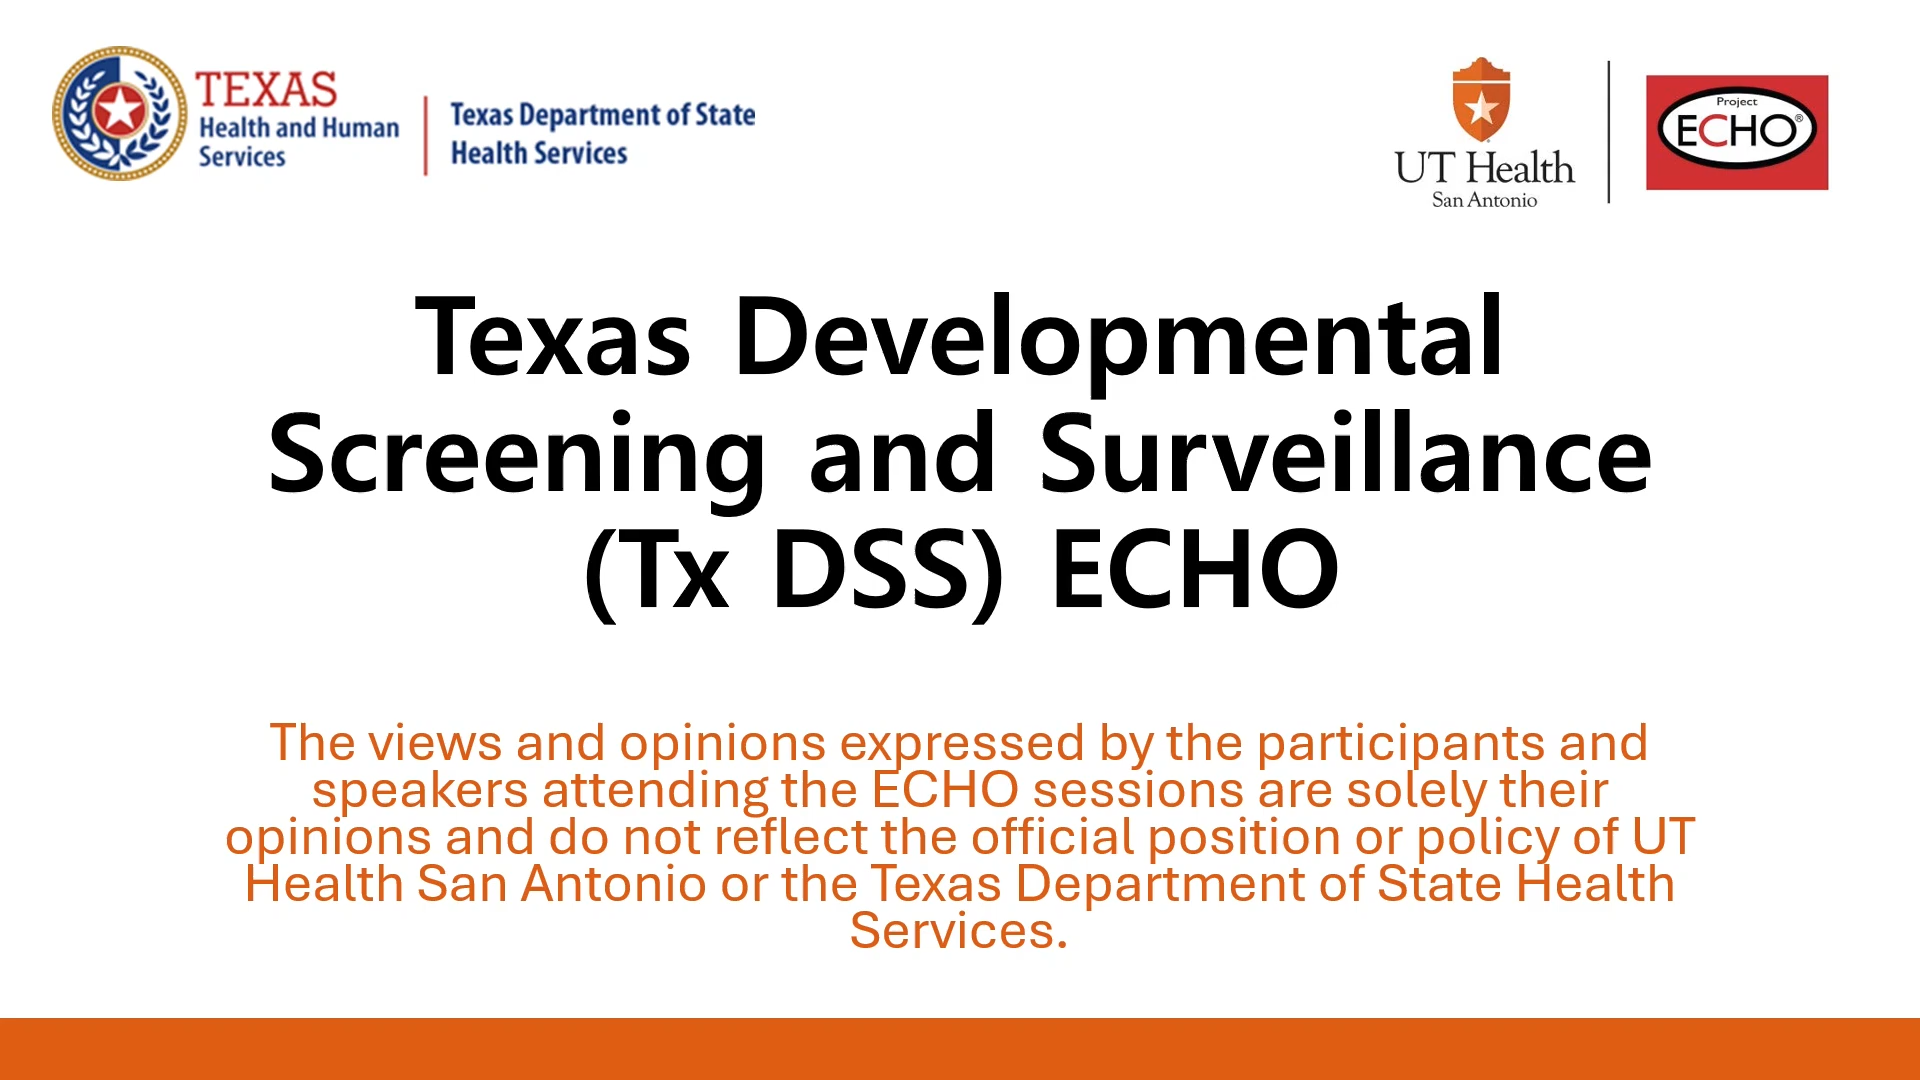 TEXAS
Health and Human
Services
Texas Department of State
Health Services
UT Health
San Antonio
Project
ECHO®
Texas Developmental
Screening and Surveillance
(Tx DSS) ECHO
The views and opinions expressed by the participants and
speakers attending the ECHO sessions are solely their
opinions and do not reflect the official position or policy of UT
Health San Antonio or the Texas Department of State Health
Services.